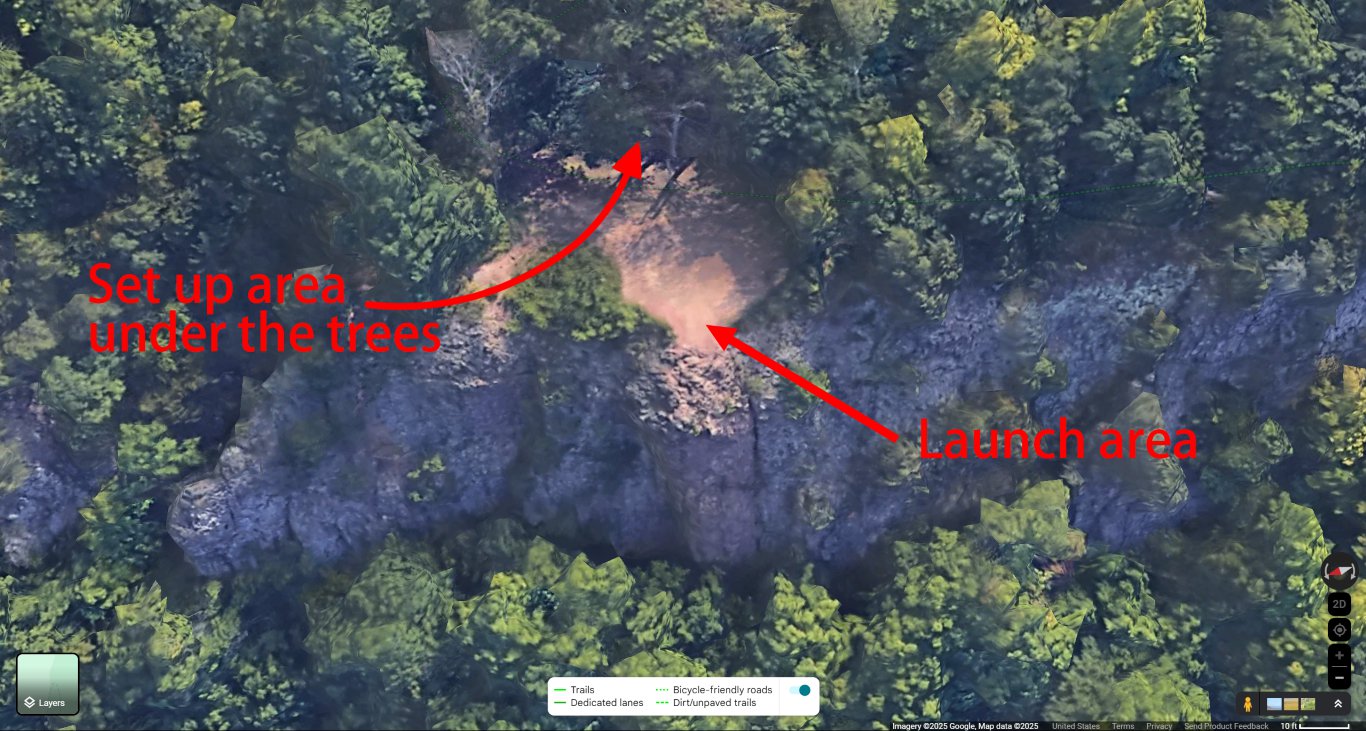 Set up area
under the trees
Launch area
2D
+
−
Layers
Trails
Bicycle-friendly roads
Dedicated lanes
Dirt/unpaved trails
Imagery ©2025 Google, Map data ©2025 United States Terms Privacy Send Product Feedback 10 ft